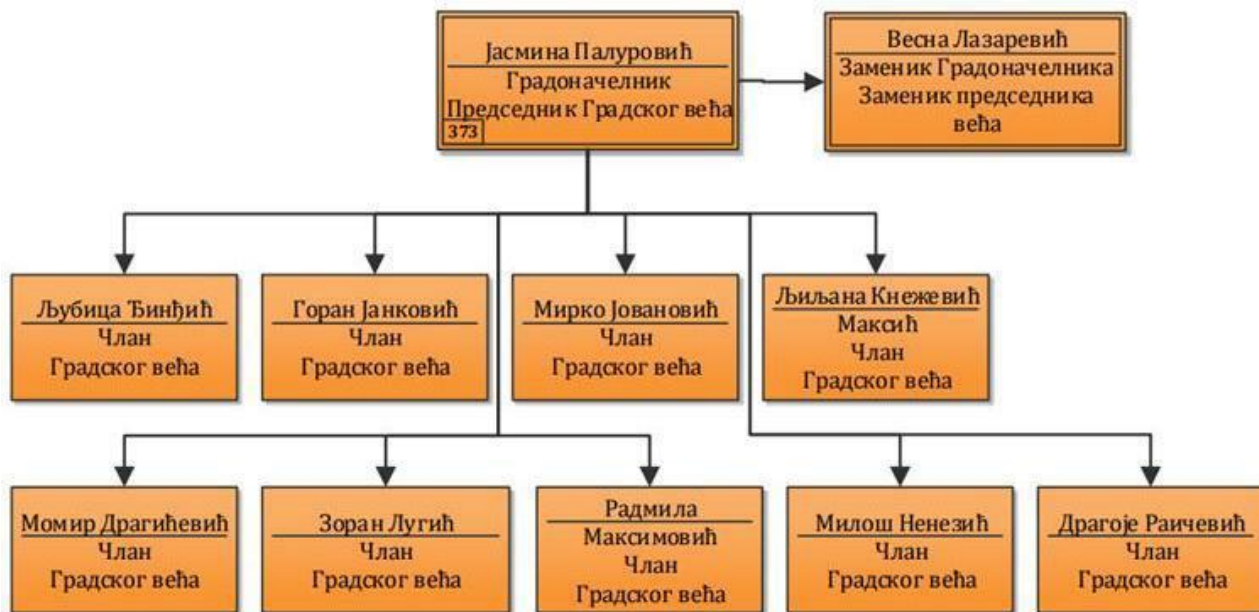 Јасмина Палуровић
Градоначелник
Председник Градског већа
373
Весна Лазаревић
Заменик Градоначелника
Заменик председника
већа
Љубица Ђинђић
Члан
Градског већа
Горан Јанковић
Члан
Градског већа
Мирко Јовановић
Члан
Градског већа
Љиљана Кнежевић
Максић
Члан
Градског већа
Момир Драгићевић
Члан
Градског већа
Зоран Лугић
Члан
Градског већа
Радмила
Максимовић
Члан
Градског већа
Милош Ненезић
Члан
Градског већа
Драгоје Раичевић
Члан
Градског већа